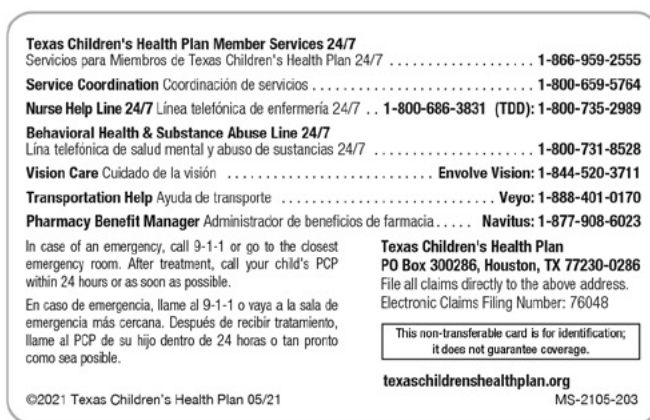 Texas Children's Health Plan Member Services 24/7
Servicios para Miembros de Texas Children's Health Plan 24/7 . . . . . . . . . . . . . . . . . . . 1-866-959-2555
Service Coordination Coordinación de servicios . . . . . . . . . . . . . . . . . . . . . . . . . . . . . 1-800-659-5764
Nurse Help Line 24/7 Línea telefónica de enfermería 24/7 . . 1-800-686-3831 (TDD): 1-800-735-2989
Behavioral Health & Substance Abuse Line 24/7
Lína telefónica de salud mental y abuso de sustancias 24/7 . . . . . . . . . . . . . . . . . . . . . 1-800-731-8528
Vision Care Cuidado de la visión . . . . . . . . . . . . . . . . . . . . . . . . . . . Envolve Vision: 1-844-520-3711
Transportation Help Ayuda de transporte . . . . . . . . . . . . . . . . . . . . . . . . . . . . Veyo: 1-888-401-0170
Pharmacy Benefit Manager Administrador de beneficios de farmacia . . . . . Navitus: 1-877-908-6023
In case of an emergency, call 9-1-1 or go to the closest
emergency room. After treatment, call your child's PCP
within 24 hours or as soon as possible.
En caso de emergencia, llame al 9-1-1 o vaya a la sala de
emergencia más cercana. Después de recibir tratamiento,
llame al PCP de su hijo dentro de 24 horas o tan pronto
como sea posible.
Texas Children's Health Plan
PO Box 300286, Houston, TX 77230-0286
File all claims directly to the above address.
Electronic Claims Filing Number: 76048
This non-transferable card is for identification;
it does not guarantee coverage.
texaschildrenshealthplan.org
©2021 Texas Children's Health Plan 05/21
MS-2105-203